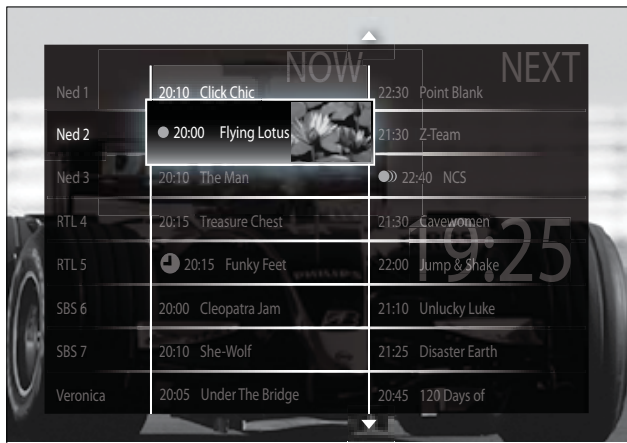 NOW NEXT
Ned 1 20:10 Click Chic 22:30 Point Blank
Ned 2 20:00 Flying Lotus 21:30 Z-Team
Ned 3 20:10 The Man 22:40 NCS
RTL 4 20:15 Treasure Chest 21:30 Cavewomen
19:25
RTL 5 20:15 Funky Feet 22:00 Jump & Shake
PHILIPS
SBS 6 20:00 Cleopatra Jam 21:10 Unlucky Luke
SBS 7 20:10 She-Wolf 21:25 Disaster Earth
Veronica 20:05 Under The Bridge 20:45 120 Days of